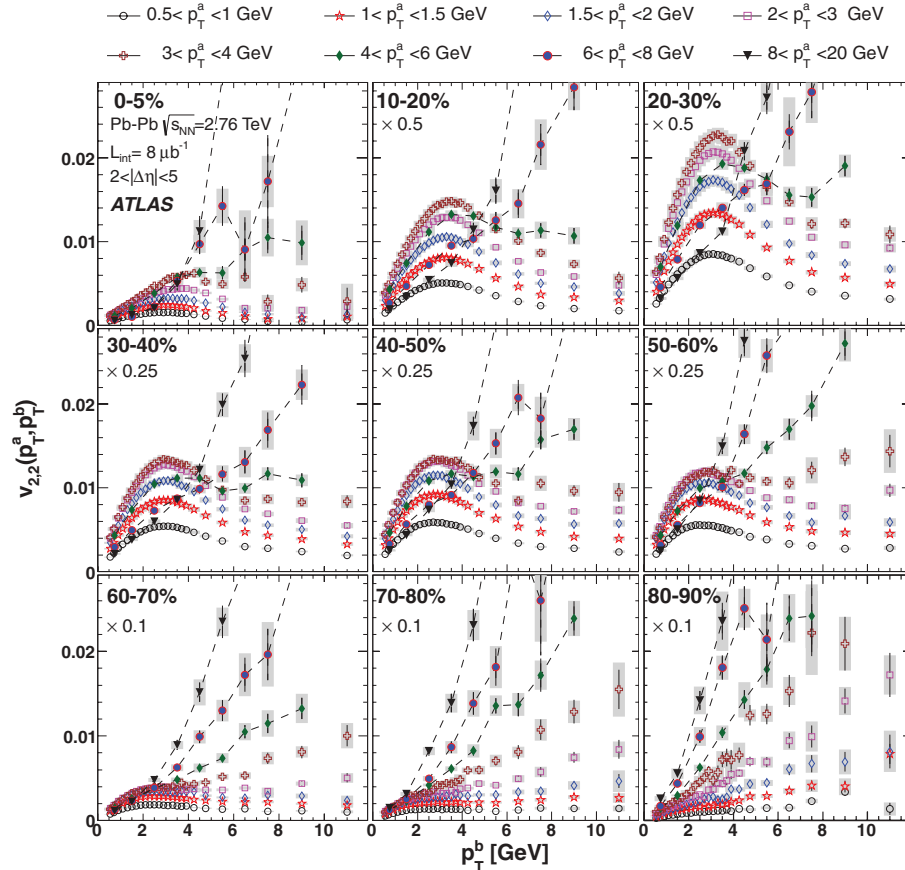 0.5< p_T^a <1 GeV 1< p_T^a <1.5 GeV 1.5< p_T^a <2 GeV 2< p_T^a <3 GeV
3< p_T^a <4 GeV 4< p_T^a <6 GeV 6< p_T^a <8 GeV 8< p_T^a <20 GeV
0-5% 10-20% 20-30%
Pb-Pb √s_NN=2.76 TeV × 0.5 × 0.5
L_int= 8 μb⁻¹
2<|Δη|<5
ATLAS
0.02
0.01
0
30-40% 40-50% 50-60%
× 0.25 × 0.25 × 0.25
0.02
0.01
0
v_2,2(p_T^a,p_T^b)
60-70% 70-80% 80-90%
× 0.1 × 0.1 × 0.1
0.02
0.01
0
0 2 4 6 8 10 0 2 4 6 8 10 0 2 4 6 8 10
p_T^b [GeV]